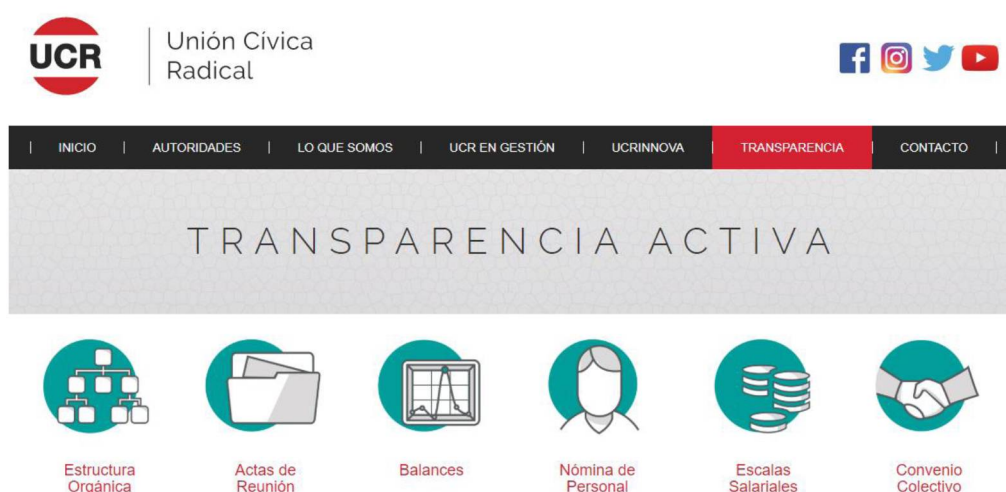 UCR
Unión Cívica
Radical
INICIO | AUTORIDADES | LO QUE SOMOS | UCR EN GESTIÓN | UCRINNOVA | TRANSPARENCIA | CONTACTO
TRANSPARENCIA ACTIVA
Estructura
Orgánica
Actas de
Reunión
Balances
Nómina de
Personal
Escalas
Salariales
Convenio
Colectivo